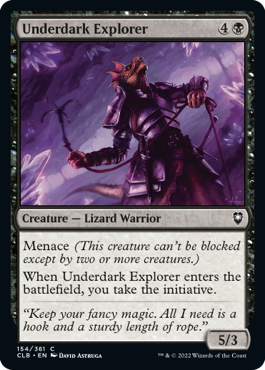 Underdark Explorer 4
Creature — Lizard Warrior
Menace (This creature can't be blocked
except by two or more creatures.)
When Underdark Explorer enters the
battlefield, you take the initiative.
"Keep your fancy magic. All I need is a
hook and a sturdy length of rope."
5/3
154/361 C
CLB • EN DAVID ASTRUGA
™ & © 2022 Wizards of the Coast